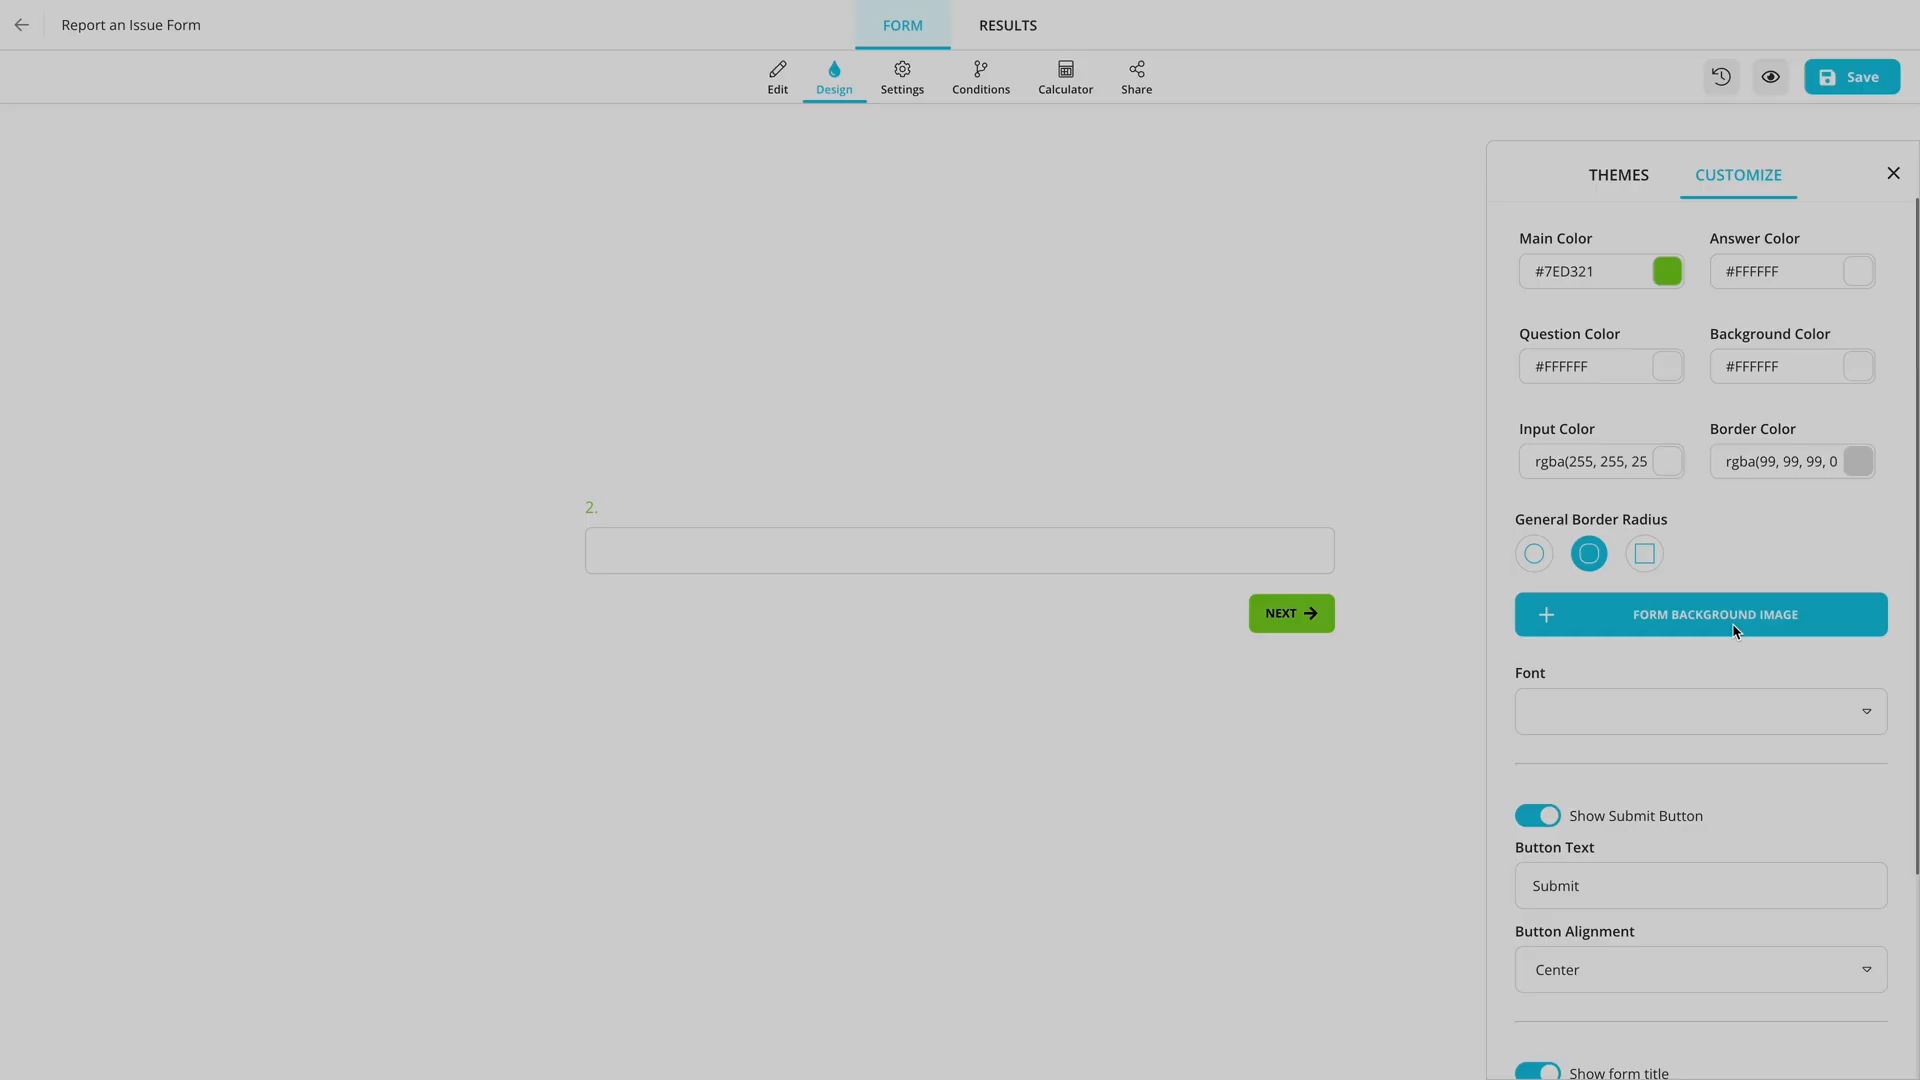 Report an Issue Form
FORM
RESULTS
Edit
Design
Settings
Conditions
Calculator
Share
Save
THEMES
CUSTOMIZE
Main Color
Answer Color
#7ED321
#FFFFFF
Question Color
Background Color
#FFFFFF
#FFFFFF
Input Color
Border Color
rgba(255, 255, 25
rgba(99, 99, 99, 0
General Border Radius
2.
NEXT
FORM BACKGROUND IMAGE
Font
Show Submit Button
Button Text
Submit
Button Alignment
Center
Show form title